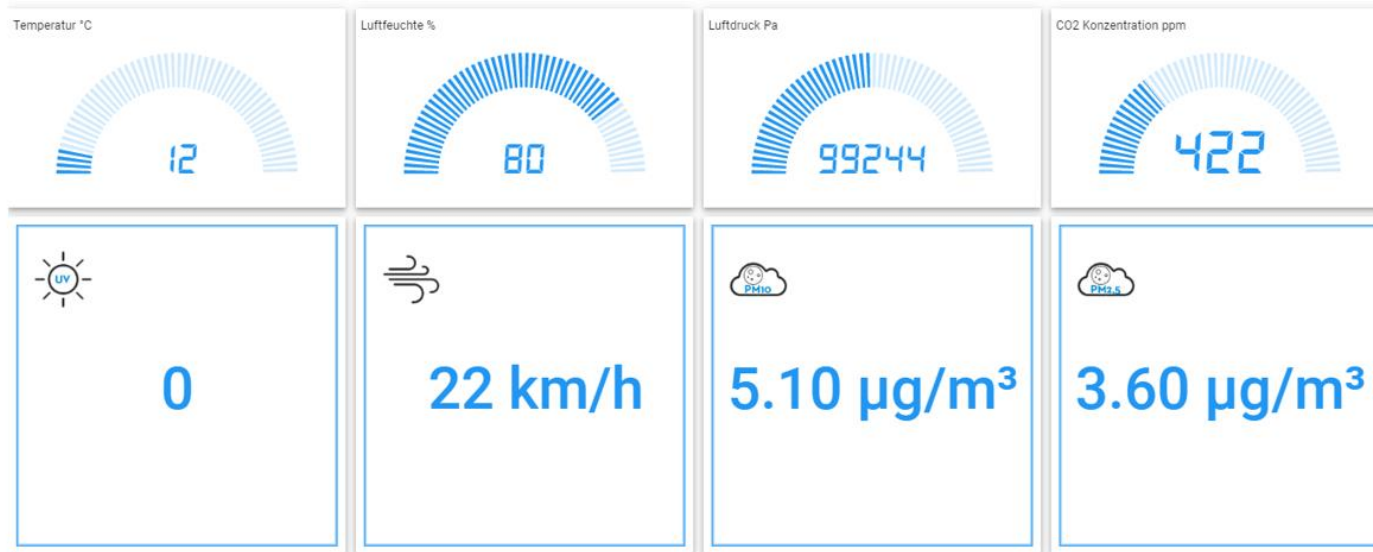 Temperatur °C
Luftfeuchte %
Luftdruck Pa
CO2 Konzentration ppm
12
80
99244
422
UV
PM10
PM2.5
0
22 km/h
5.10 µg/m³
3.60 µg/m³